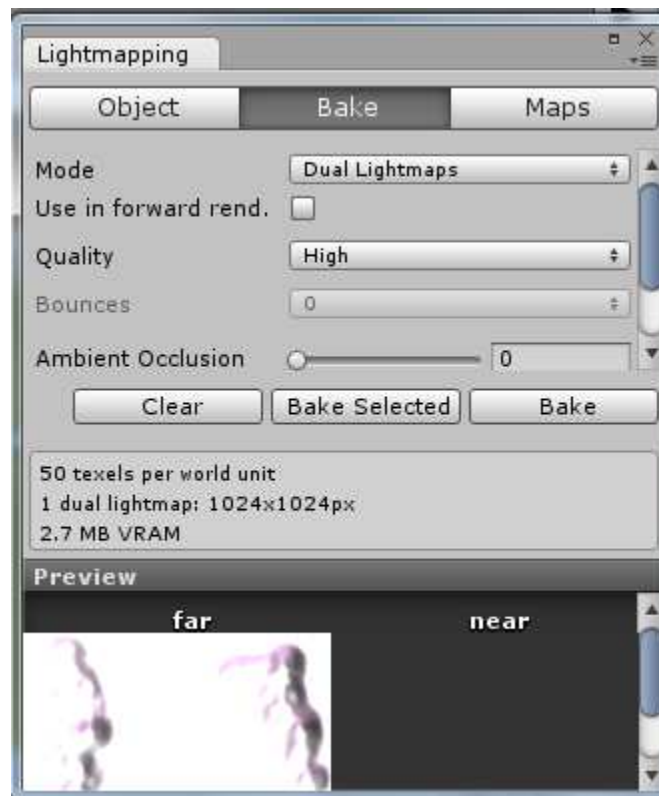 Lightmapping
Object Bake Maps
Mode Dual Lightmaps
Use in forward rend.
Quality High
Bounces 0
Ambient Occlusion 0
Clear Bake Selected Bake
50 texels per world unit
1 dual lightmap: 1024x1024px
2.7 MB VRAM
Preview
far near